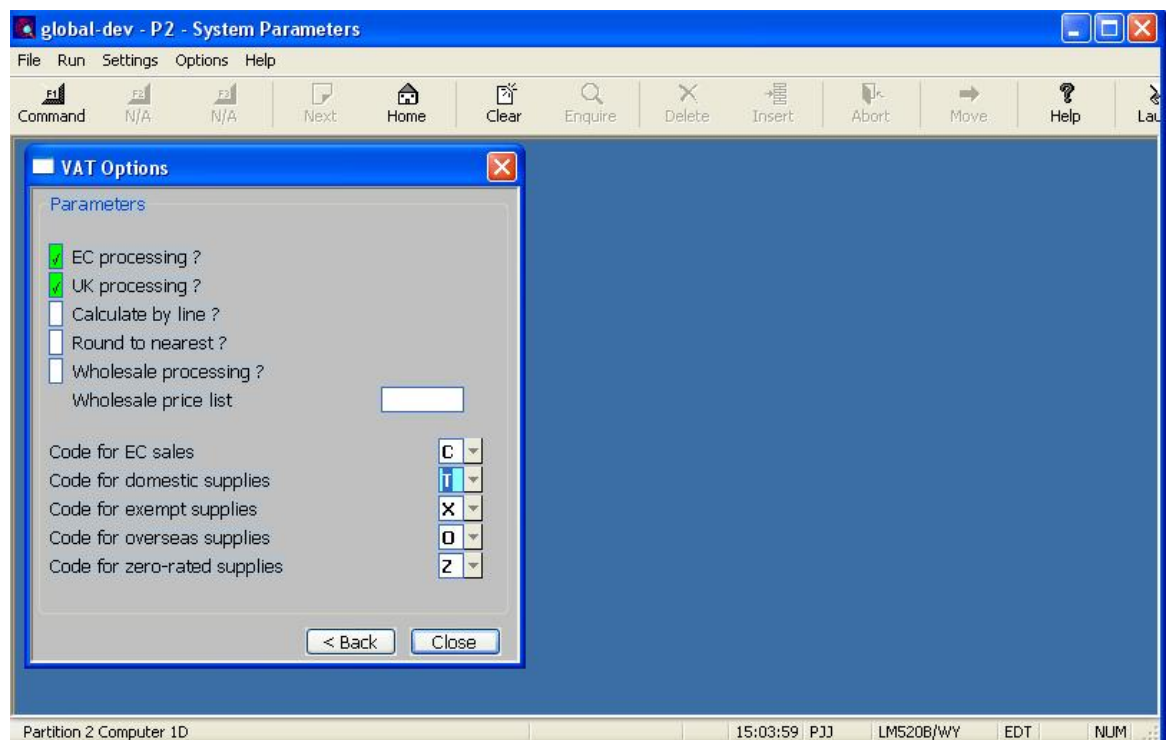 global-dev - P2 - System Parameters
File Run Settings Options Help
F1 F2 F3
Command N/A N/A Next Home Clear Enquire Delete Insert Abort Move Help Lau
VAT Options
Parameters
EC processing ?
UK processing ?
Calculate by line ?
Round to nearest ?
Wholesale processing ?
Wholesale price list
Code for EC sales C
Code for domestic supplies T
Code for exempt supplies X
Code for overseas supplies O
Code for zero-rated supplies Z
< Back Close
Partition 2 Computer 1D 15:03:59 PJJ LM520B/WY EDT NUM